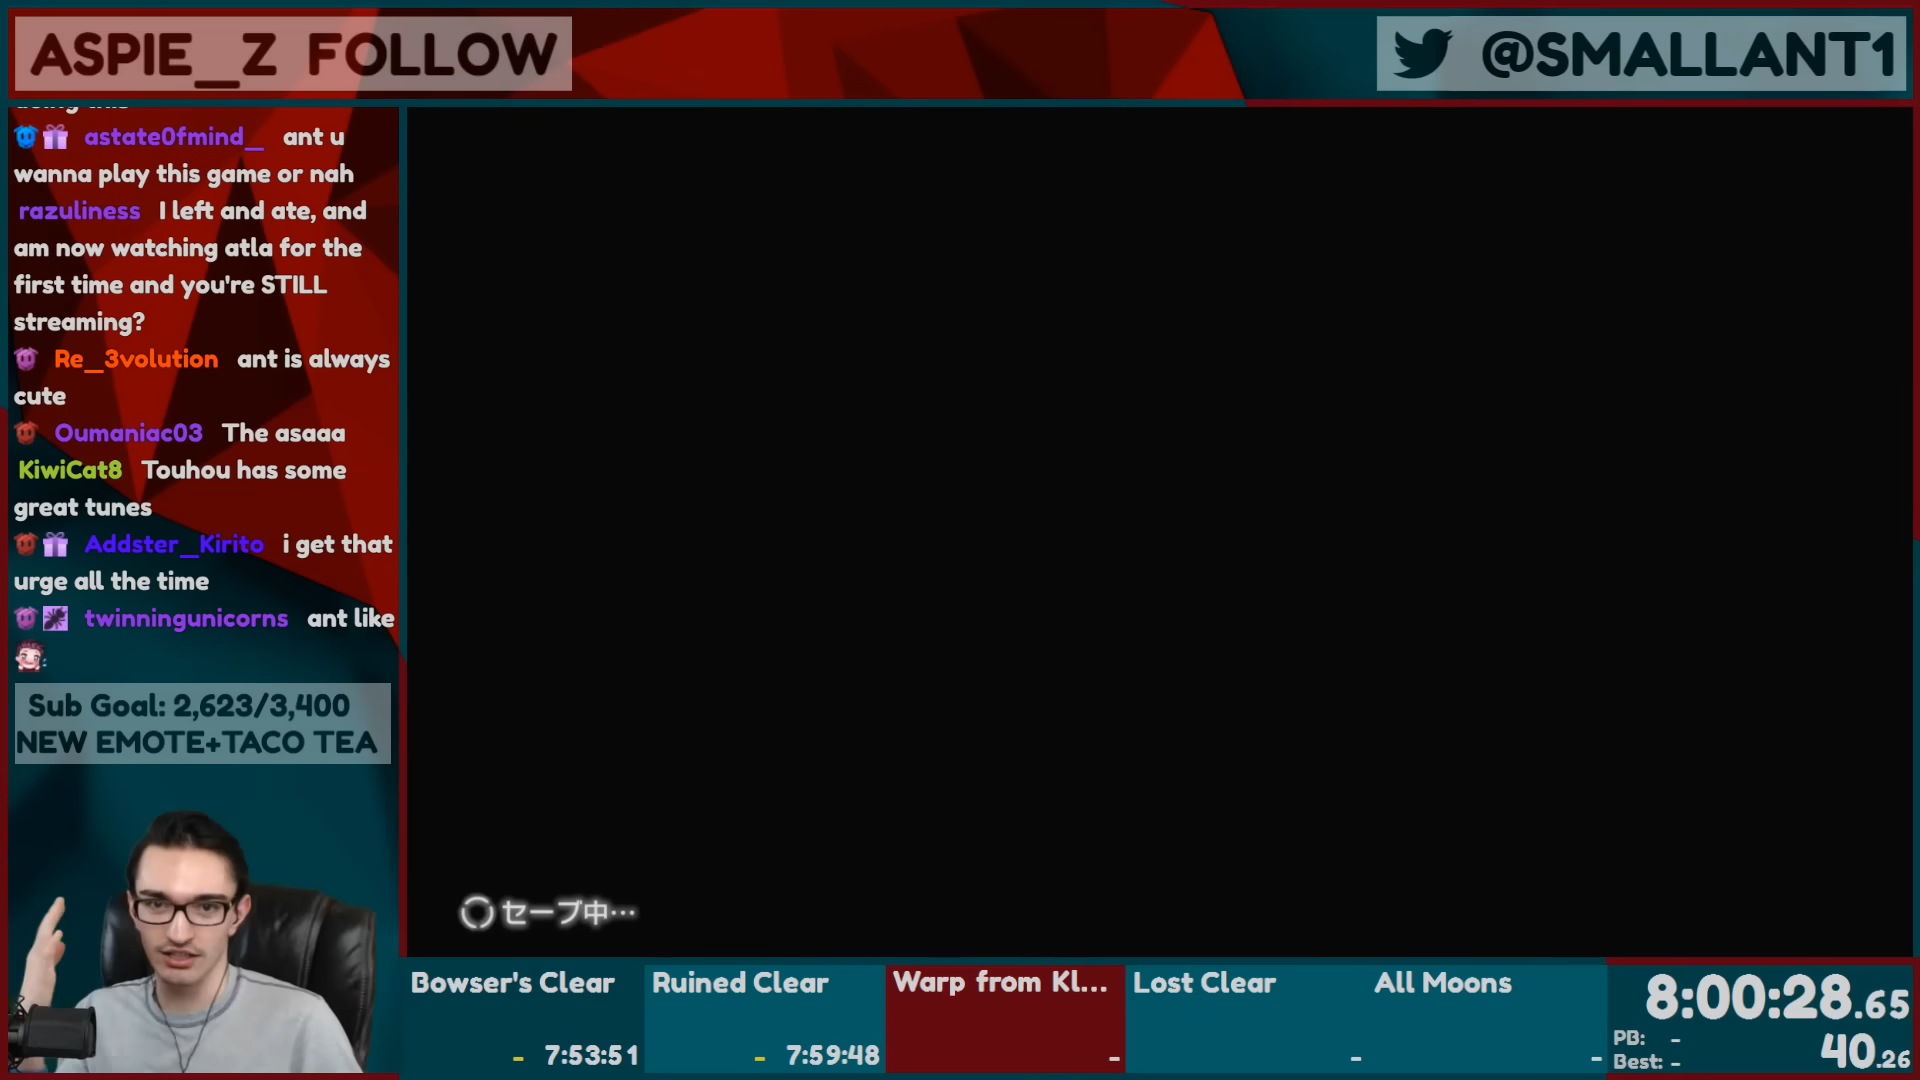 ASPIE_Z FOLLOW
@SMALLANT1
astate0fmind_ ant u
wanna play this game or nah
razuliness I left and ate, and
am now watching atla for the
first time and you're STILL
streaming?
Re_3volution ant is always
cute
Oumaniac03 The asaaa
KiwiCat8 Touhou has some
great tunes
Addster_Kirito i get that
urge all the time
twinningunicorns ant like
Sub Goal: 2,623/3,400
NEW EMOTE+TACO TEA
セーブ中…
Bowser's Clear
- 7:53:51
Ruined Clear
- 7:59:48
Warp from Kl...
-
Lost Clear
-
All Moons
-
8:00:28.65
PB: -
Best: -
40.26